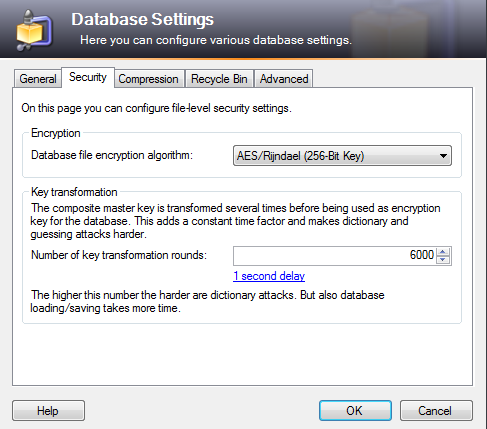 Database Settings
Here you can configure various database settings.
General Security Compression Recycle Bin Advanced
On this page you can configure file-level security settings.
Encryption
Database file encryption algorithm: AES/Rijndael (256-Bit Key)
Key transformation
The composite master key is transformed several times before being used as encryption
key for the database. This adds a constant time factor and makes dictionary and
guessing attacks harder.
Number of key transformation rounds: 6000
1 second delay
The higher this number the harder are dictionary attacks. But also database
loading/saving takes more time.
Help OK Cancel